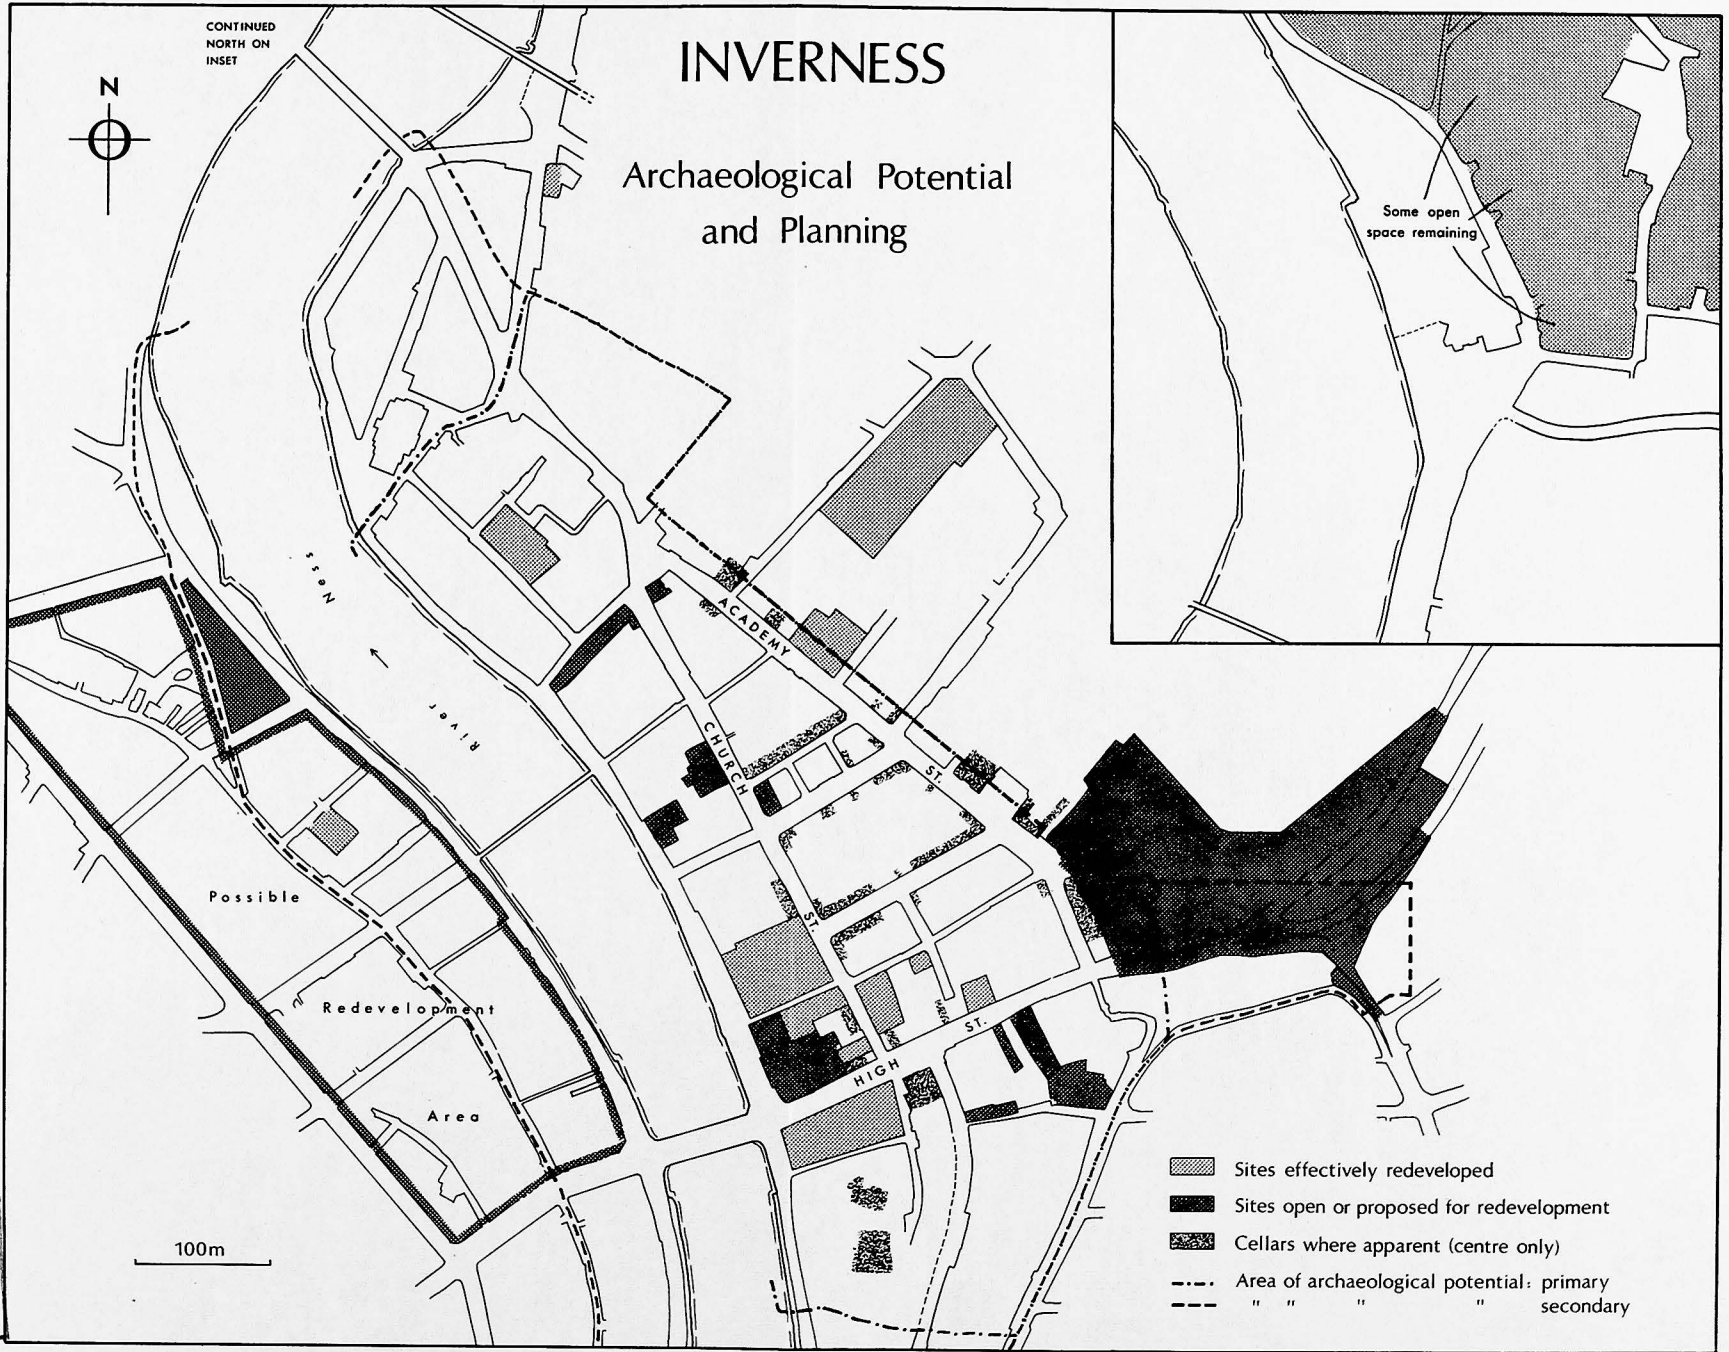 CONTINUED
NORTH ON
INSET
N
INVERNESS
Archaeological Potential
and Planning
Some open
space remaining
River Ness
ACADEMY ST.
CHURCH ST.
HIGH ST.
Possible
Redevelopment
Area
100m
Sites effectively redeveloped
Sites open or proposed for redevelopment
Cellars where apparent (centre only)
Area of archaeological potential: primary
" " " " secondary